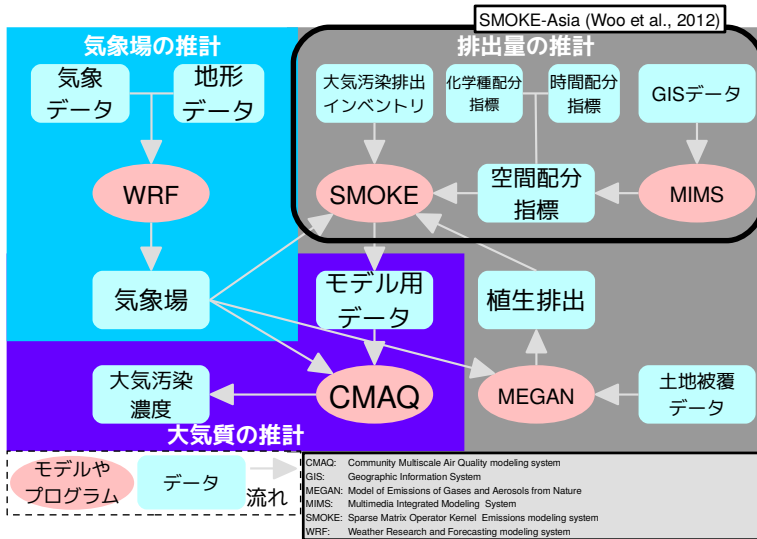 SMOKE-Asia (Woo et al., 2012)
気象場の推計
排出量の推計
気象
データ
地形
データ
大気汚染排出
インベントリ
化学種配分
指標
時間配分
指標
GISデータ
WRF
SMOKE
空間配分
指標
MIMS
気象場
モデル用
データ
植生排出
大気汚染
濃度
CMAQ
MEGAN
土地被覆
データ
大気質の推計
モデルや
プログラム
データ
流れ
CMAQ: Community Multiscale Air Quality modeling system
GIS: Geographic Information System
MEGAN: Model of Emissions of Gases and Aerosols from Nature
MIMS: Multimedia Integrated Modeling System
SMOKE: Sparse Matrix Operator Kernel Emissions modeling system
WRF: Weather Research and Forecasting modeling system